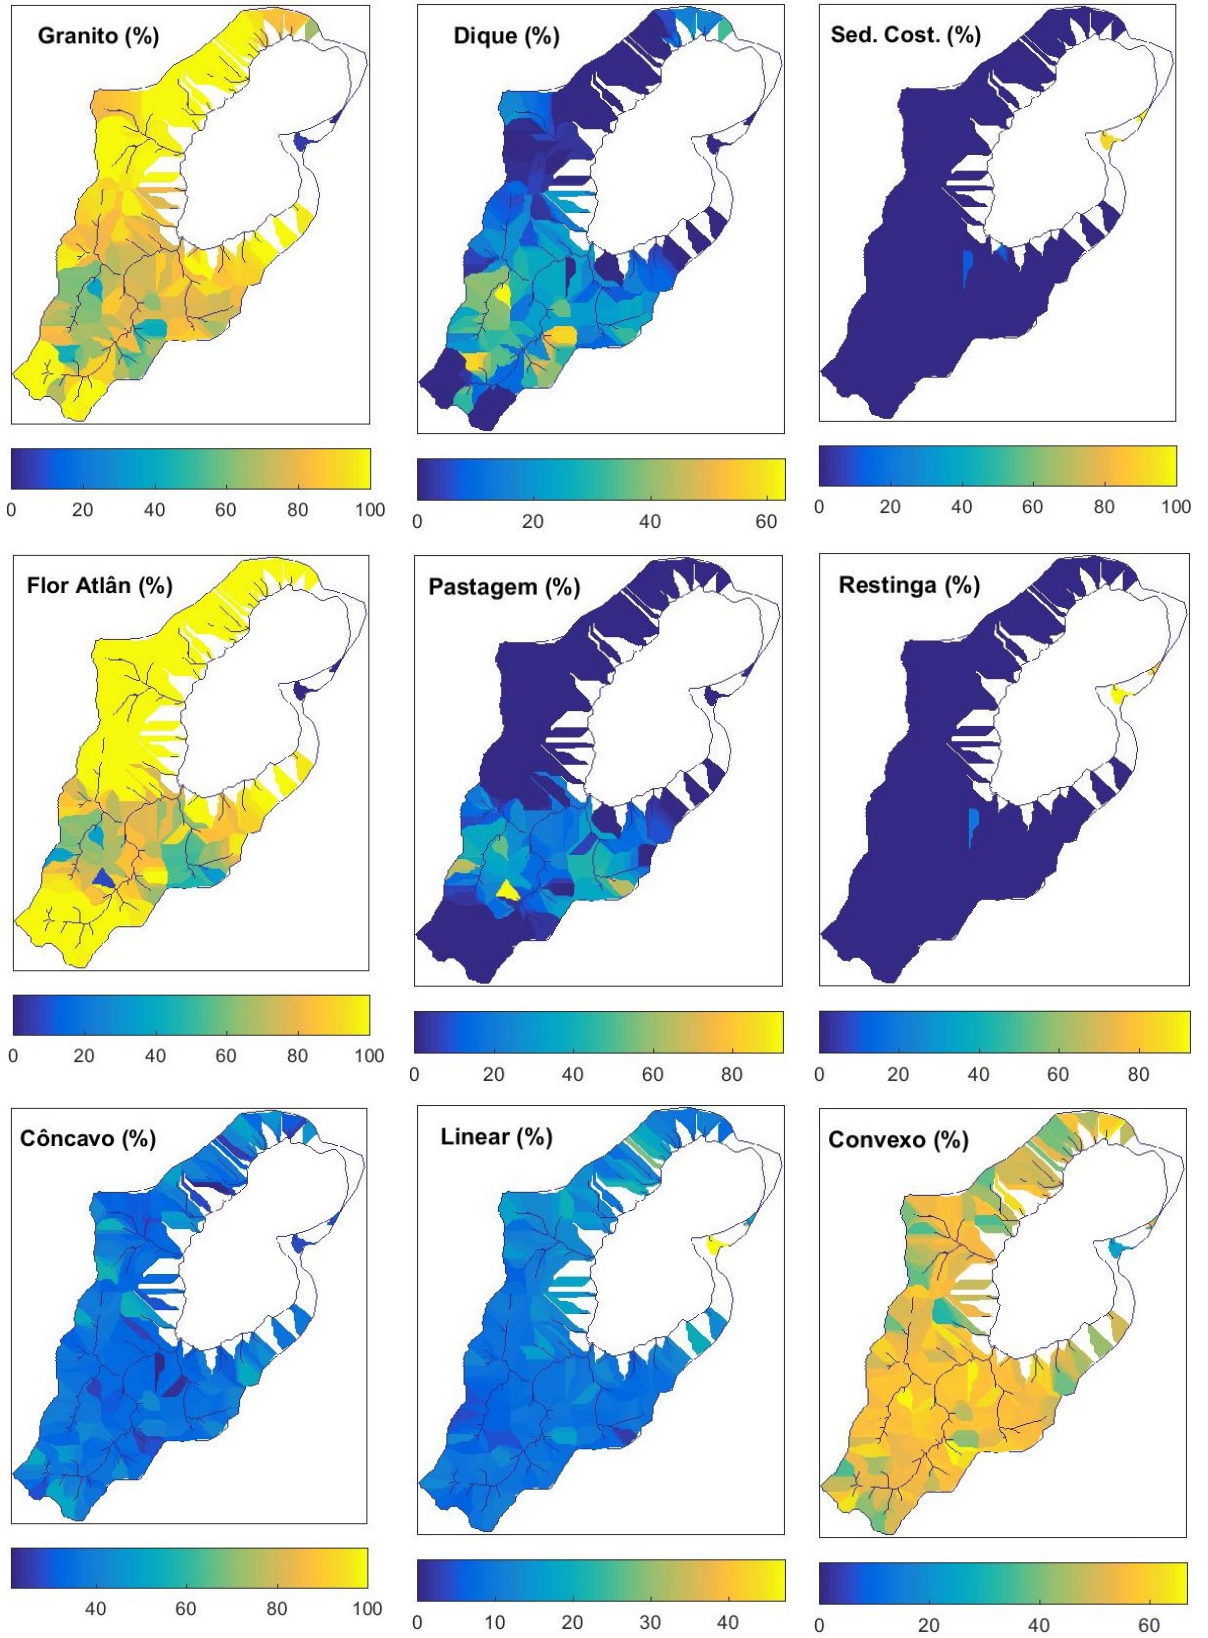 Granito (%)
Dique (%)
Sed. Cost. (%)
0 20 40 60 80 100
0 20 40 60
0 20 40 60 80 100
Flor Atlân (%)
Pastagem (%)
Restinga (%)
0 20 40 60 80 100
0 20 40 60 80
0 20 40 60 80
Côncavo (%)
Linear (%)
Convexo (%)
40 60 80 100
0 10 20 30 40
0 20 40 60